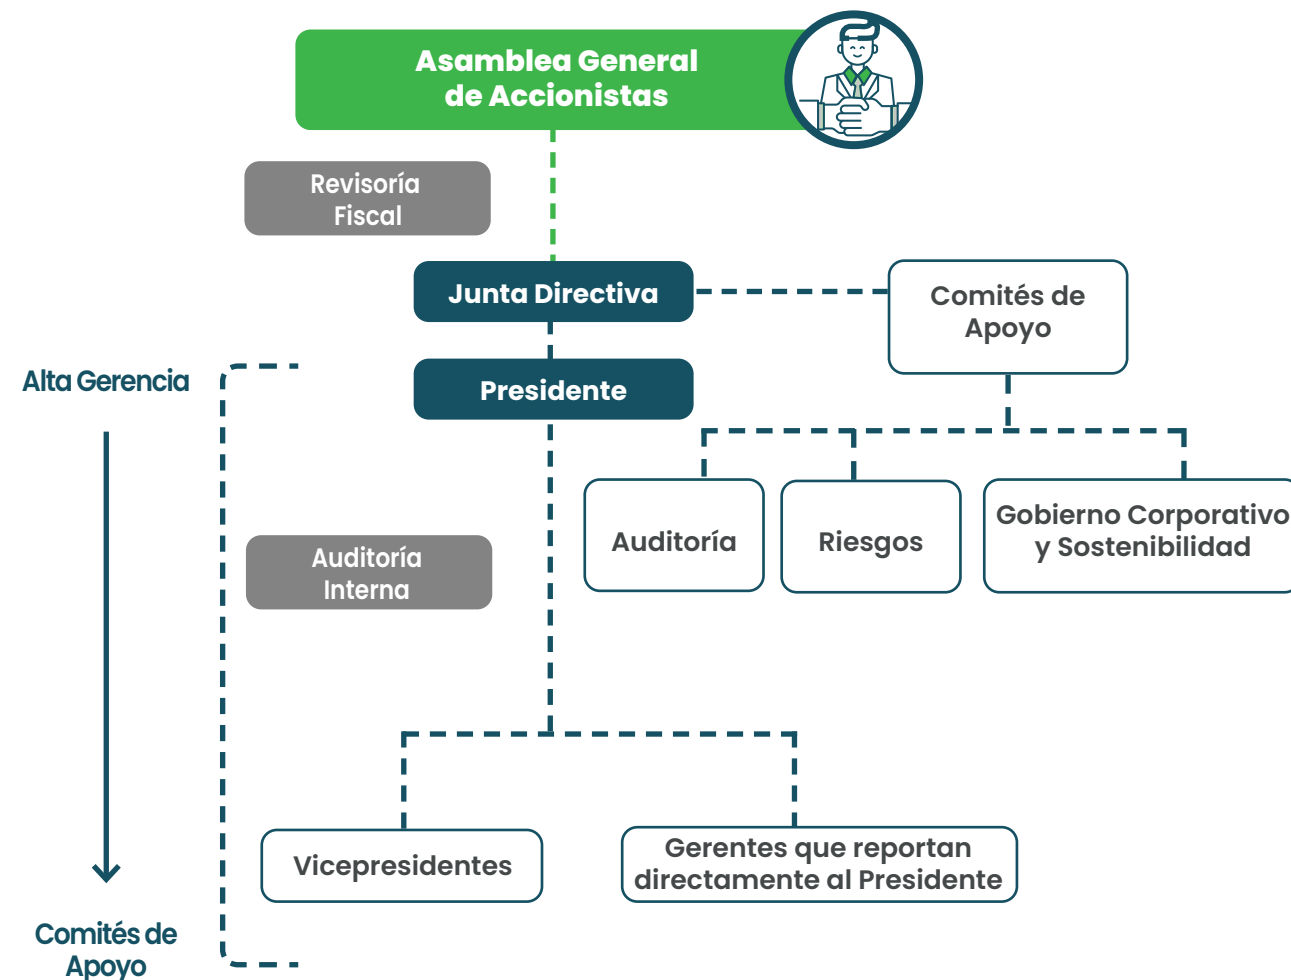 Asamblea General
de Accionistas
Revisoría
Fiscal
Junta Directiva
Comités de
Apoyo
Alta Gerencia
Presidente
Auditoría
Riesgos
Gobierno Corporativo
y Sostenibilidad
Auditoría
Interna
Vicepresidentes
Gerentes que reportan
directamente al Presidente
Comités de
Apoyo